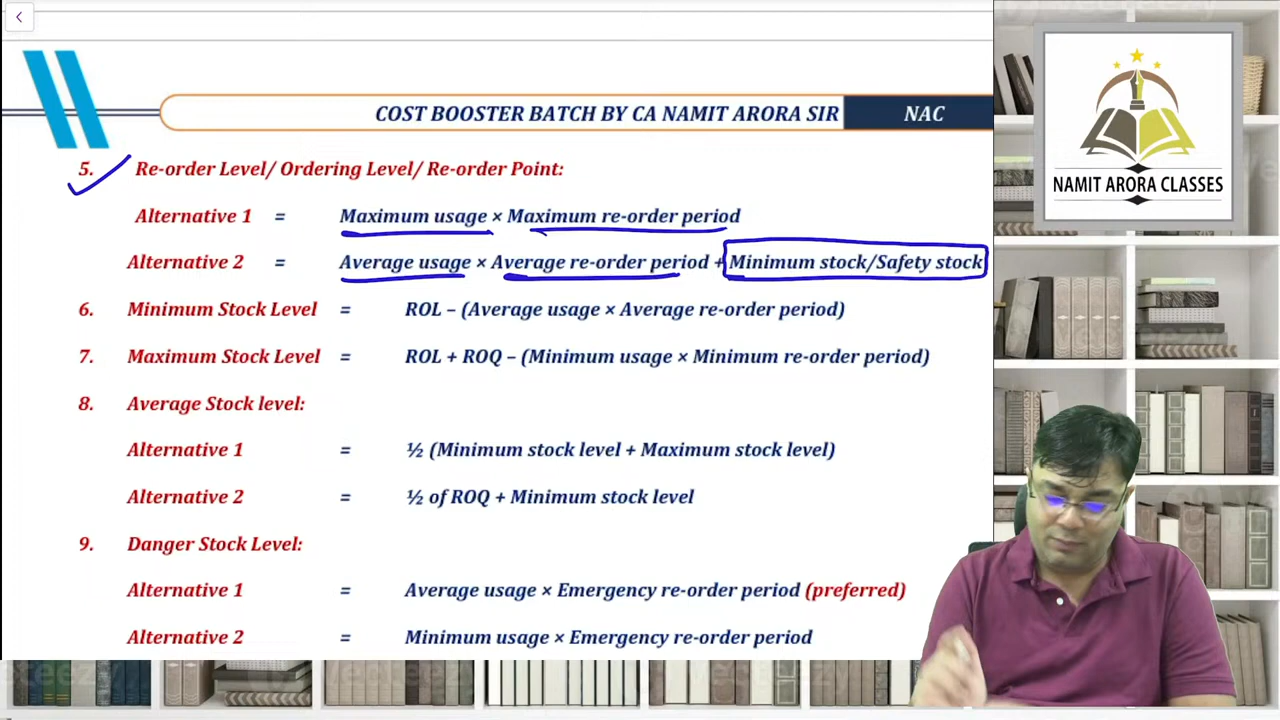 COST BOOSTER BATCH BY CA NAMIT ARORA SIR NAC
5. Re-order Level/ Ordering Level/ Re-order Point:
Alternative 1 = Maximum usage × Maximum re-order period
Alternative 2 = Average usage × Average re-order period + Minimum stock/Safety stock
6. Minimum Stock Level = ROL – (Average usage × Average re-order period)
7. Maximum Stock Level = ROL + ROQ – (Minimum usage × Minimum re-order period)
8. Average Stock level:
Alternative 1 = ½ (Minimum stock level + Maximum stock level)
Alternative 2 = ½ of ROQ + Minimum stock level
9. Danger Stock Level:
Alternative 1 = Average usage × Emergency re-order period (preferred)
Alternative 2 = Minimum usage × Emergency re-order period
NAMIT ARORA CLASSES